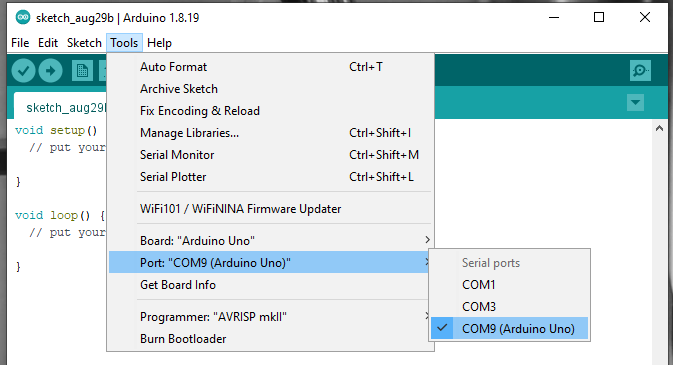 sketch_aug29b | Arduino 1.8.19
File Edit Sketch Tools Help
Auto Format Ctrl+T
Archive Sketch
sketch_aug29b
Fix Encoding & Reload
void setup()
Manage Libraries... Ctrl+Shift+I
// put your
Serial Monitor Ctrl+Shift+M
Serial Plotter Ctrl+Shift+L
}
WiFi101 / WiFiNINA Firmware Updater
void loop() {
// put your
Board: "Arduino Uno"
Port: "COM9 (Arduino Uno)"
}
Get Board Info
Programmer: "AVRISP mkII"
Burn Bootloader
Serial ports
COM1
COM3
COM9 (Arduino Uno)